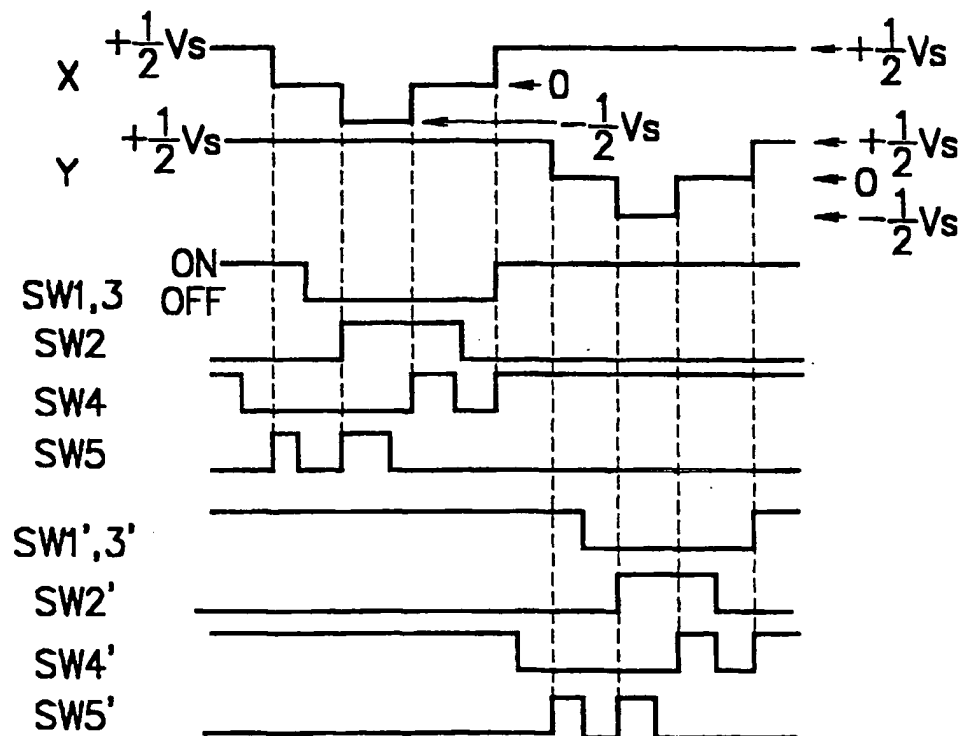 X +1/2Vs ←+1/2Vs
←0
←−1/2Vs
Y +1/2Vs ←+1/2Vs
←0
←−1/2Vs
ON
SW1,3 OFF
SW2
SW4
SW5
SW1',3'
SW2'
SW4'
SW5'